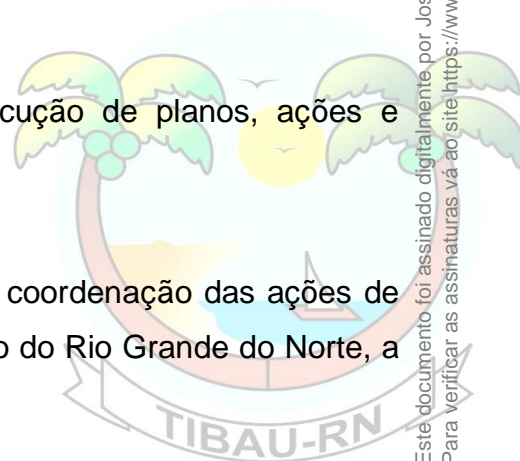 cução de planos, ações e
coordenação das ações de
o do Rio Grande do Norte, a
TIBAU-RN
Este documento foi assinado digitalmente por Jos
Para verificar as assinaturas vá ao site https://ww